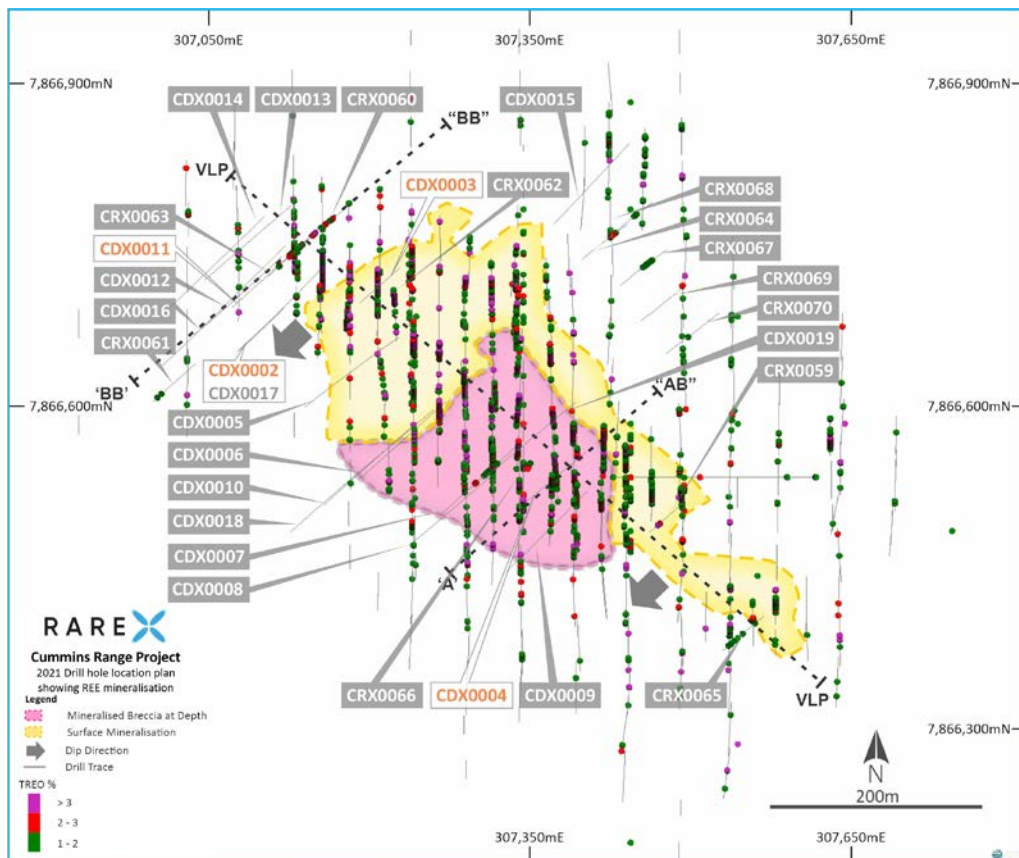 307,050mE
307,350mE
307,650mE
7,866,900mN
7,866,900mN
CDX0014
CDX0013
CRX0060
"BB"
CDX0015
VLP
CDX0003
CRX0062
CRX0068
CRX0063
CRX0064
CDX0011
CRX0067
CDX0012
CRX0069
CDX0016
CRX0070
CRX0061
CDX0019
'BB'
CDX0002
CDX0017
"AB"
CRX0059
7,866,600mN
7,866,600mN
CDX0005
CDX0006
CDX0010
CDX0018
CDX0007
CDX0008
'A'
RAREX
Cummins Range Project
2021 Drill hole location plan
showing REE mineralisation
Legend
Mineralised Breccia at Depth
Surface Mineralisation
Dip Direction
Drill Trace
TREO %
> 3
2 - 3
1 - 2
CRX0066
CDX0004
CDX0009
CRX0065
VLP
7,866,300mN
N
200m
307,350mE
307,650mE